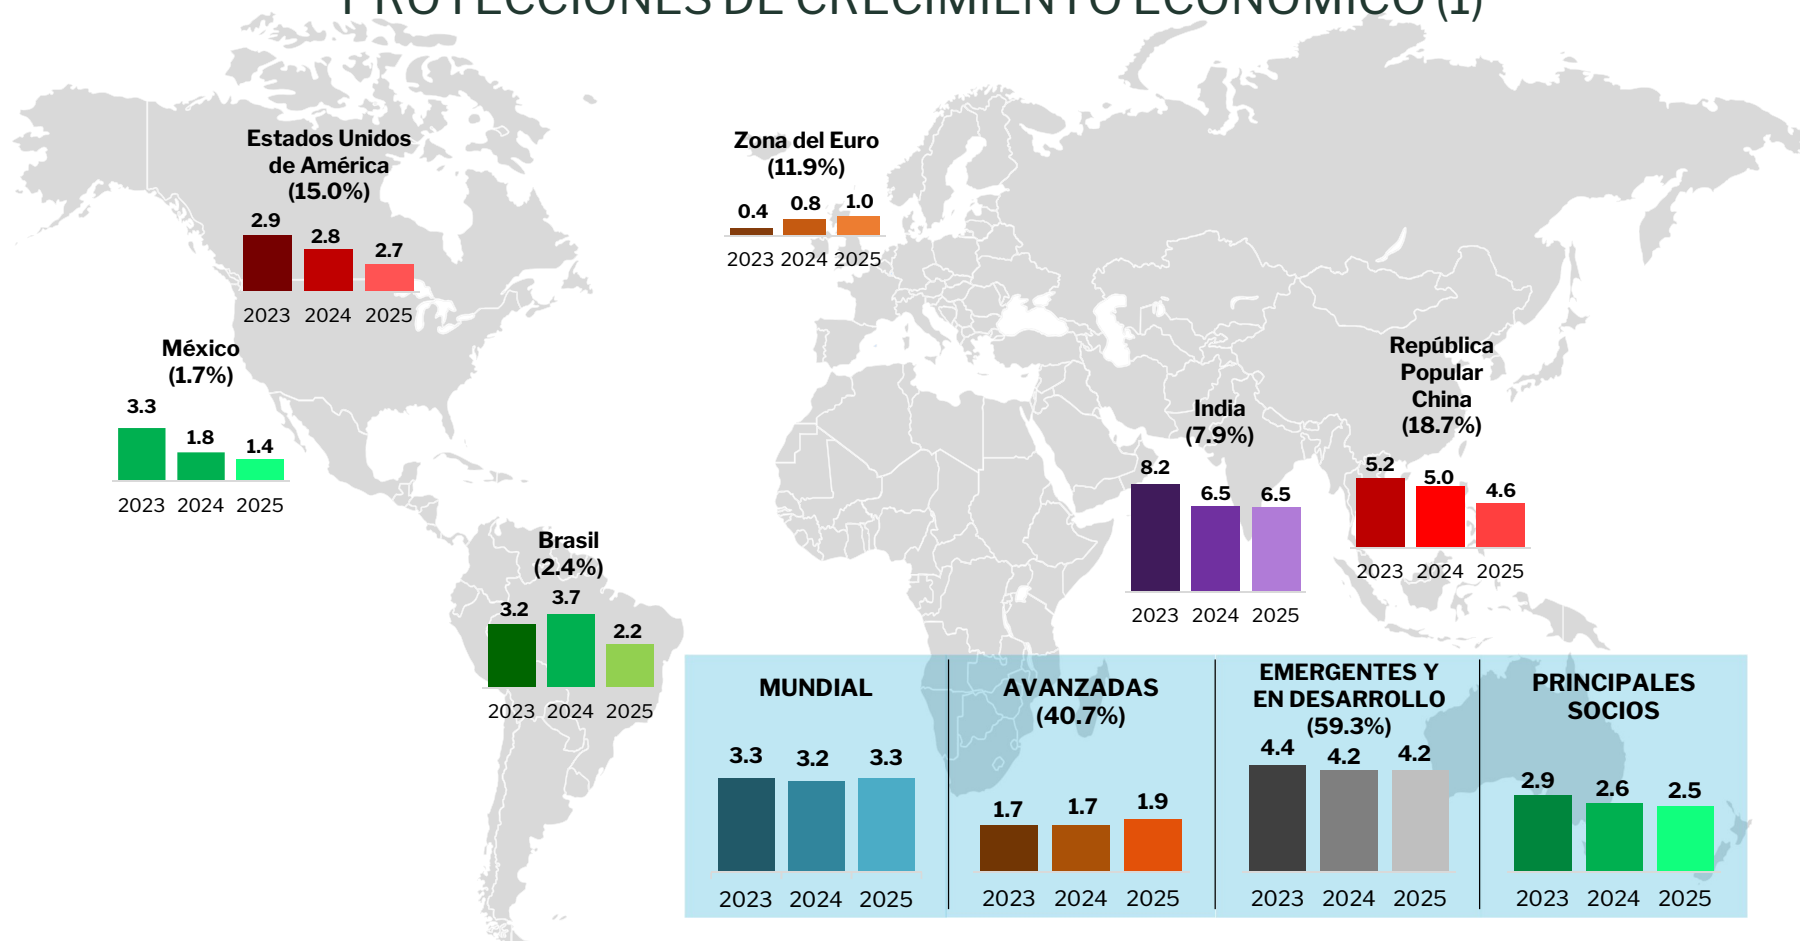 PROYECCIONES DE CRECIMIENTO ECONÓMICO (1)
Estados Unidos
de América
(15.0%)
2.9
2.8
2.7
2023 2024 2025
Zona del Euro
(11.9%)
0.4
0.8
1.0
2023 2024 2025
México
(1.7%)
3.3
1.8
1.4
2023 2024 2025
República
Popular
China
(18.7%)
5.2
5.0
4.6
2023 2024 2025
India
(7.9%)
8.2
6.5
6.5
2023 2024 2025
Brasil
(2.4%)
3.2
3.7
2.2
2023 2024 2025
MUNDIAL
3.3
3.2
3.3
2023 2024 2025
AVANZADAS
(40.7%)
1.7
1.7
1.9
2023 2024 2025
EMERGENTES Y
EN DESARROLLO
(59.3%)
4.4
4.2
4.2
2023 2024 2025
PRINCIPALES
SOCIOS
2.9
2.6
2.5
2023 2024 2025